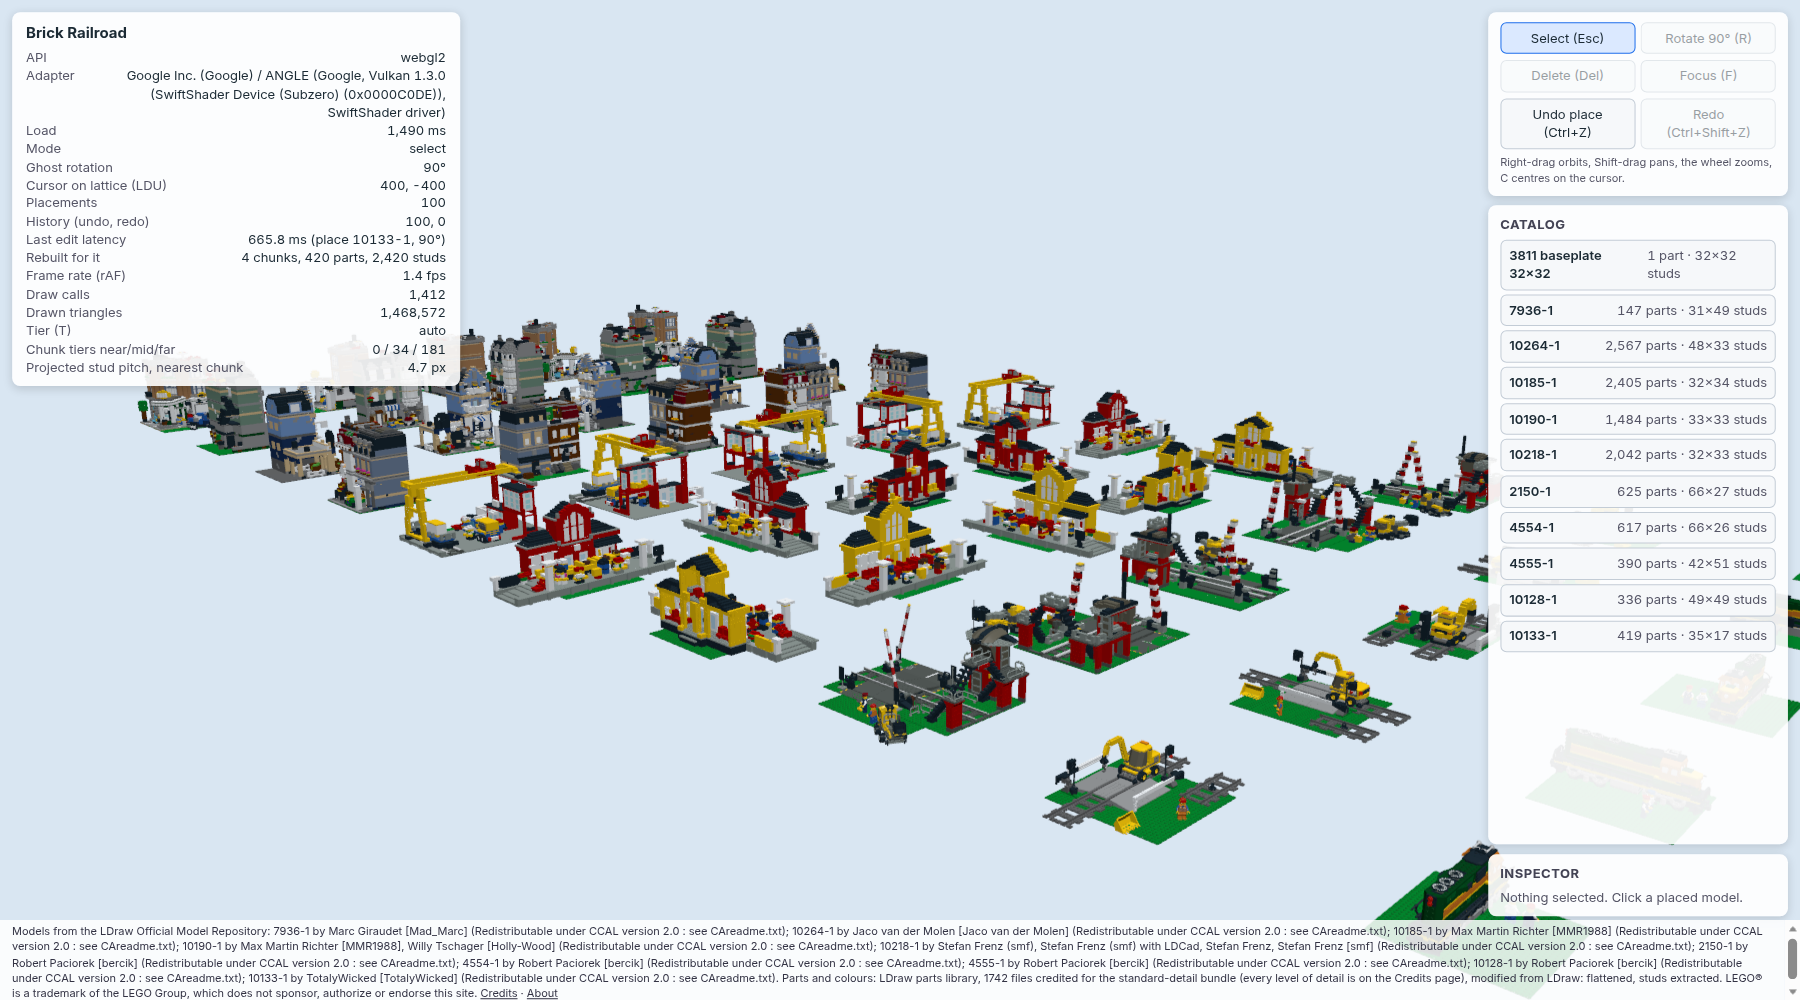 Brick Railroad
API webgl2
Adapter Google Inc. (Google) / ANGLE (Google, Vulkan 1.3.0
(SwiftShader Device (Subzero) (0x0000C0DE)),
SwiftShader driver)
Load 1,490 ms
Mode select
Ghost rotation 90°
Cursor on lattice (LDU) 400, -400
Placements 100
History (undo, redo) 100, 0
Last edit latency 665.8 ms (place 10133-1, 90°)
Rebuilt for it 4 chunks, 420 parts, 2,420 studs
Frame rate (rAF) 1.4 fps
Draw calls 1,412
Drawn triangles 1,468,572
Tier (T) auto
Chunk tiers near/mid/far 0 / 34 / 181
Projected stud pitch, nearest chunk 4.7 px
Select (Esc) Rotate 90° (R)
Delete (Del) Focus (F)
Undo place Redo
(Ctrl+Z) (Ctrl+Shift+Z)
Right-drag orbits, Shift-drag pans, the wheel zooms,
C centres on the cursor.
CATALOG
3811 baseplate 1 part · 32×32
32×32 studs
7936-1 147 parts · 31×49 studs
10264-1 2,567 parts · 48×33 studs
10185-1 2,405 parts · 32×34 studs
10190-1 1,484 parts · 33×33 studs
10218-1 2,042 parts · 32×33 studs
2150-1 625 parts · 66×27 studs
4554-1 617 parts · 66×26 studs
4555-1 390 parts · 42×51 studs
10128-1 336 parts · 49×49 studs
10133-1 419 parts · 35×17 studs
INSPECTOR
Nothing selected. Click a placed model.
Models from the LDraw Official Model Repository: 7936-1 by Marc Giraudet [Mad_Marc] (Redistributable under CCAL version 2.0 : see CAreadme.txt); 10264-1 by Jaco van der Molen [Jaco van der Molen] (Redistributable under CCAL version 2.0 : see CAreadme.txt); 10185-1 by Max Martin Richter [MMR1988] (Redistributable under CCAL
version 2.0 : see CAreadme.txt); 10190-1 by Max Martin Richter [MMR1988], Willy Tschager [Holly-Wood] (Redistributable under CCAL version 2.0 : see CAreadme.txt); 10218-1 by Stefan Frenz (smf), Stefan Frenz (smf) with LDCad, Stefan Frenz, Stefan Frenz [smf] (Redistributable under CCAL version 2.0 : see CAreadme.txt); 2150-1 by
Robert Paciorek [bercik] (Redistributable under CCAL version 2.0 : see CAreadme.txt); 4554-1 by Robert Paciorek [bercik] (Redistributable under CCAL version 2.0 : see CAreadme.txt); 4555-1 by Robert Paciorek [bercik] (Redistributable under CCAL version 2.0 : see CAreadme.txt); 10128-1 by Robert Paciorek [bercik] (Redistributable
under CCAL version 2.0 : see CAreadme.txt); 10133-1 by TotalyWicked [TotalyWicked] (Redistributable under CCAL version 2.0 : see CAreadme.txt). Parts and colours: LDraw parts library, 1742 files credited for the standard-detail bundle (every level of detail is on the Credits page), modified from LDraw: flattened, studs extracted. LEGO®
is a trademark of the LEGO Group, which does not sponsor, authorize or endorse this site. Credits · About